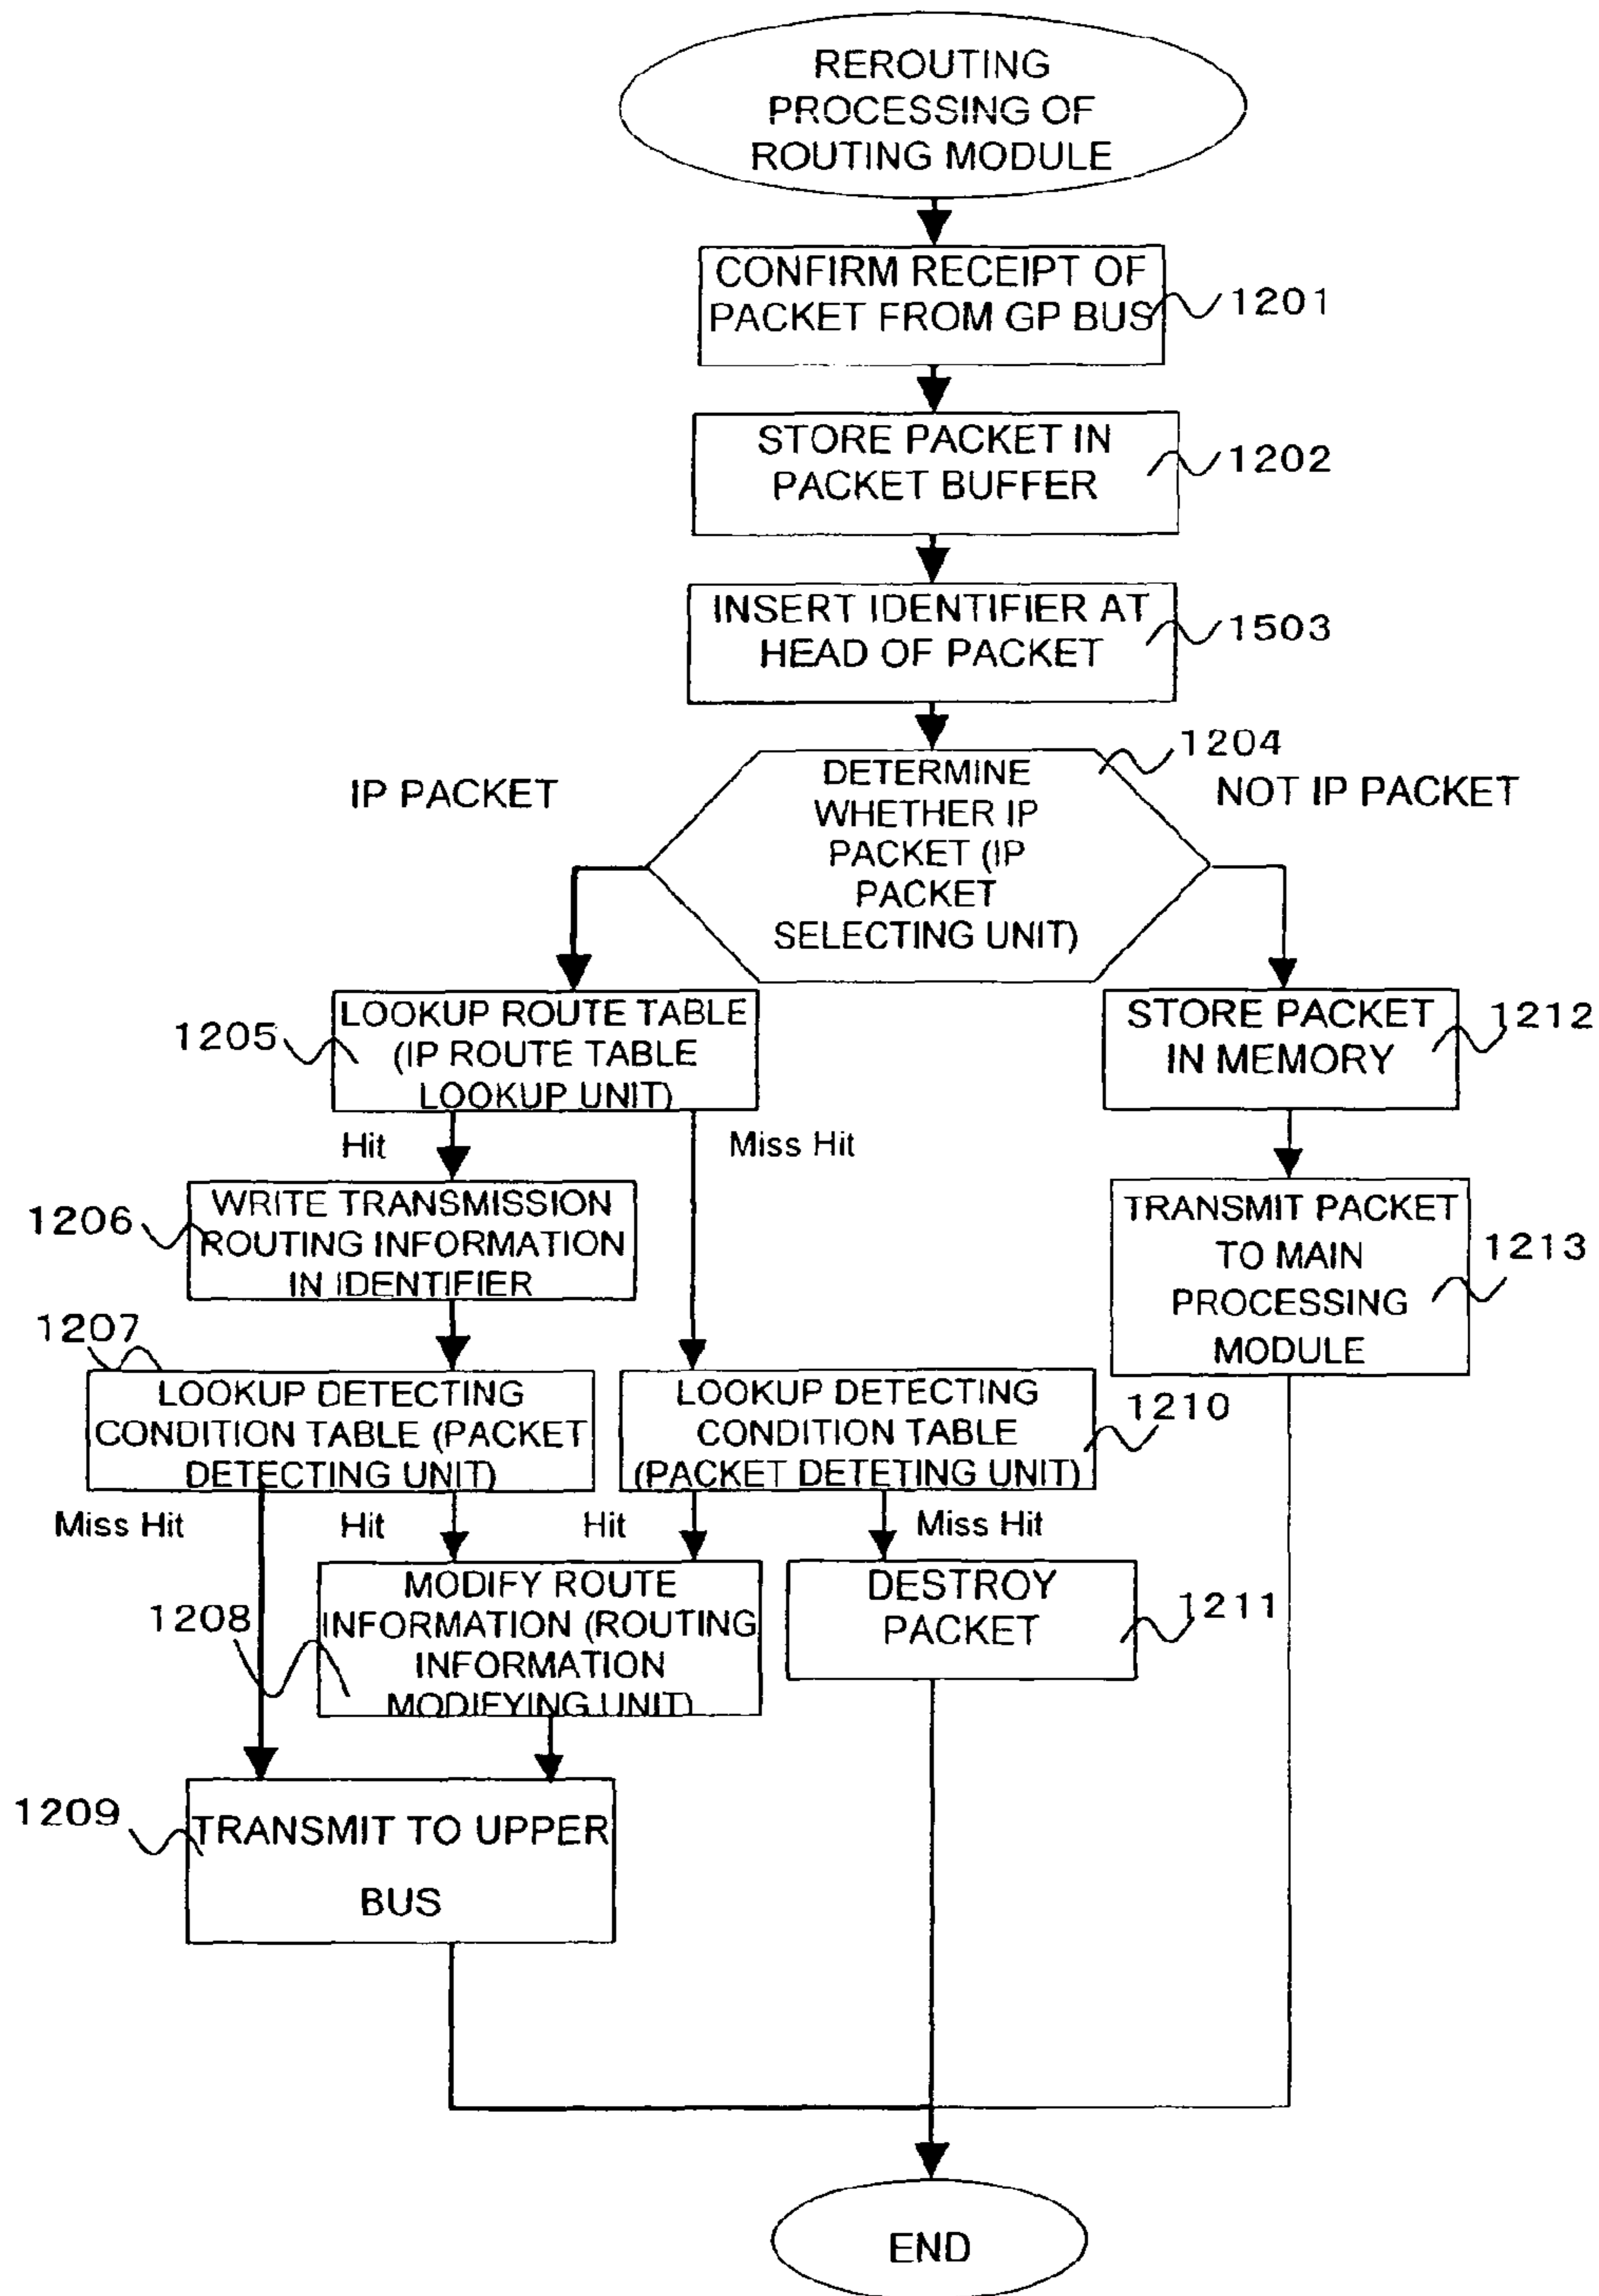 REROUTING
PROCESSING OF
ROUTING MODULE
CONFIRM RECEIPT OF
PACKET FROM GP BUS
1201
STORE PACKET IN
PACKET BUFFER
1202
INSERT IDENTIFIER AT
HEAD OF PACKET
1503
1204
IP PACKET
DETERMINE
WHETHER IP
PACKET (IP
PACKET
SELECTING UNIT)
NOT IP PACKET
1205
LOOKUP ROUTE TABLE
(IP ROUTE TABLE
LOOKUP UNIT)
STORE PACKET
IN MEMORY
1212
Hit
Miss Hit
1206
WRITE TRANSMISSION
ROUTING INFORMATION
IN IDENTIFIER
TRANSMIT PACKET
TO MAIN
PROCESSING
MODULE
1213
1207
LOOKUP DETECTING
CONDITION TABLE (PACKET
DETECTING UNIT)
LOOKUP DETECTING
CONDITION TABLE
(PACKET DETETING UNIT)
1210
Miss Hit
Hit
Hit
Miss Hit
1208
MODIFY ROUTE
INFORMATION (ROUTING
INFORMATION
MODIFYING UNIT)
DESTROY
PACKET
1211
1209
TRANSMIT TO UPPER
BUS
END